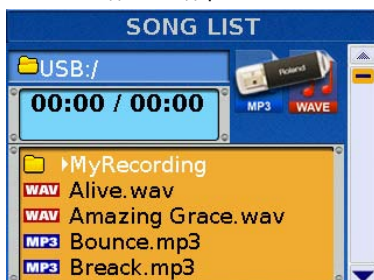 SONG LIST
USB:/
Roland
00:00 / 00:00
MP3 WAVE
MyRecording
WAV Alive.wav
WAV Amazing Grace.wav
MP3 Bounce.mp3
MP3 Breack.mp3